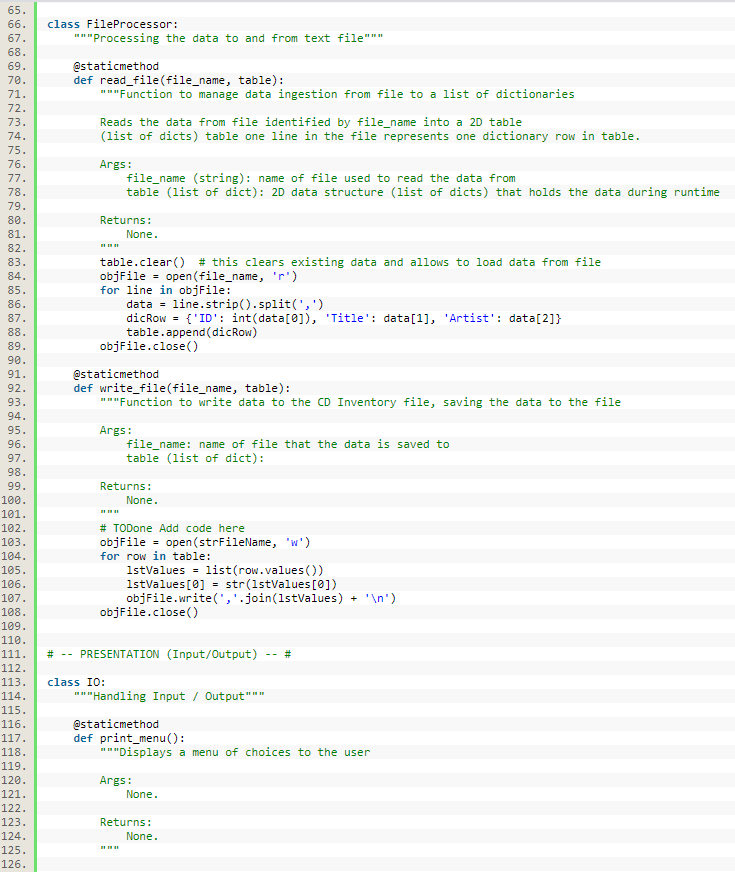 65.
66. class FileProcessor:
67.     """Processing the data to and from text file"""
68.
69.     @staticmethod
70.     def read_file(file_name, table):
71.         """Function to manage data ingestion from file to a list of dictionaries
72.
73.         Reads the data from file identified by file_name into a 2D table
74.         (list of dicts) table one line in the file represents one dictionary row in table.
75.
76.         Args:
77.             file_name (string): name of file used to read the data from
78.             table (list of dict): 2D data structure (list of dicts) that holds the data during runtime
79.
80.         Returns:
81.             None.
82.         """
83.         table.clear()  # this clears existing data and allows to load data from file
84.         objFile = open(file_name, 'r')
85.         for line in objFile:
86.             data = line.strip().split(',')
87.             dicRow = {'ID': int(data[0]), 'Title': data[1], 'Artist': data[2]}
88.             table.append(dicRow)
89.         objFile.close()
90.
91.     @staticmethod
92.     def write_file(file_name, table):
93.         """Function to write data to the CD Inventory file, saving the data to the file
94.
95.         Args:
96.             file_name: name of file that the data is saved to
97.             table (list of dict):
98.
99.         Returns:
100.             None.
101.         """
102.         # TODone Add code here
103.         objFile = open(strFileName, 'w')
104.         for row in table:
105.             lstValues = list(row.values())
106.             lstValues[0] = str(lstValues[0])
107.             objFile.write(','.join(lstValues) + '\n')
108.         objFile.close()
109.
110.
111. # -- PRESENTATION (Input/Output) -- #
112.
113. class IO:
114.     """Handling Input / Output"""
115.
116.     @staticmethod
117.     def print_menu():
118.         """Displays a menu of choices to the user
119.
120.         Args:
121.             None.
122.
123.         Returns:
124.             None.
125.         """
126.